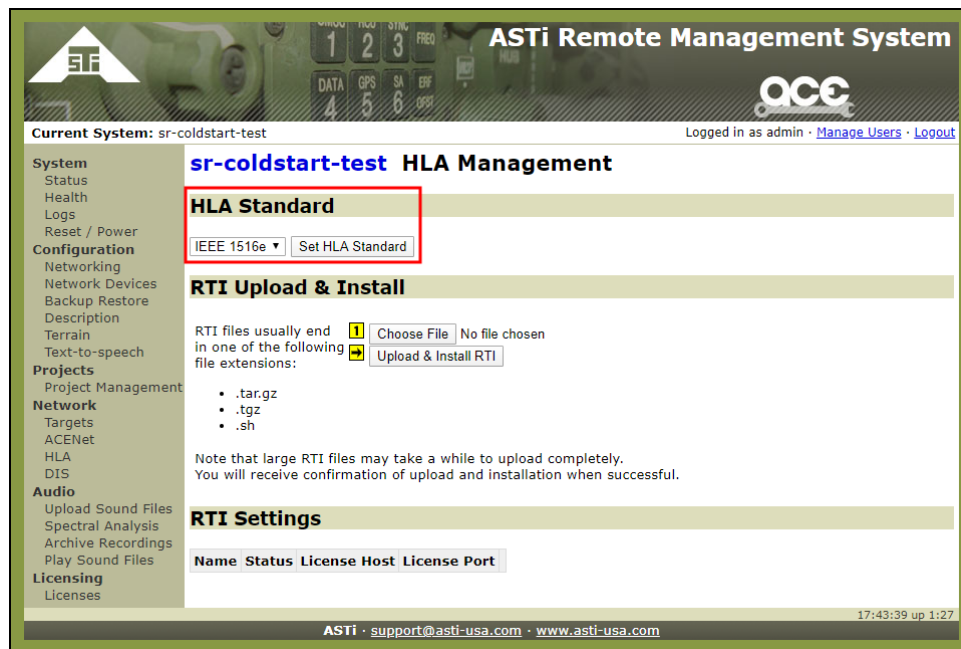 ASTi Remote Management System
STi
1 2 3 FREQ
DATA GPS SA ERF
4 5 6 OFST
ace
Current System: sr-coldstart-test
Logged in as admin · Manage Users · Logout
System
Status
Health
Logs
Reset / Power
Configuration
Networking
Network Devices
Backup Restore
Description
Terrain
Text-to-speech
Projects
Project Management
Network
Targets
ACENet
HLA
DIS
Audio
Upload Sound Files
Spectral Analysis
Archive Recordings
Play Sound Files
Licensing
Licenses
sr-coldstart-test HLA Management
HLA Standard
IEEE 1516e ▼ Set HLA Standard
RTI Upload & Install
RTI files usually end
in one of the following
file extensions:
1 Choose File No file chosen
➡ Upload & Install RTI
• .tar.gz
• .tgz
• .sh
Note that large RTI files may take a while to upload completely.
You will receive confirmation of upload and installation when successful.
RTI Settings
Name Status License Host License Port
17:43:39 up 1:27
ASTi · support@asti-usa.com · www.asti-usa.com